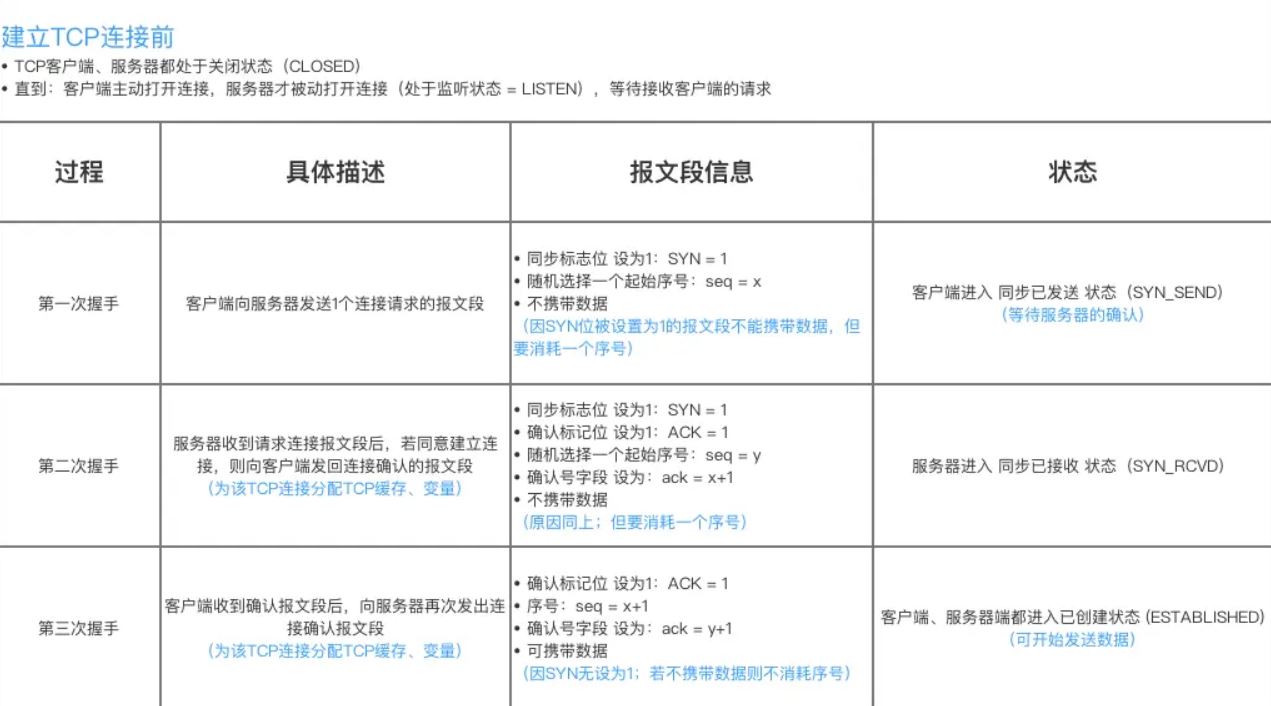 建立TCP连接前
• TCP客户端、服务器都处于关闭状态（CLOSED）
• 直到：客户端主动打开连接，服务器才被动打开连接（处于监听状态 = LISTEN），等待接收客户端的请求
过程
具体描述
报文段信息
状态
第一次握手
客户端向服务器发送1个连接请求的报文段
• 同步标志位 设为1：SYN = 1
• 随机选择一个起始序号：seq = x
• 不携带数据
（因SYN位被设置为1的报文段不能携带数据，但
要消耗一个序号）
客户端进入 同步已发送 状态（SYN_SEND）
（等待服务器的确认）
第二次握手
服务器收到请求连接报文段后，若同意建立连
接，则向客户端发回连接确认的报文段
（为该TCP连接分配TCP缓存、变量）
• 同步标志位 设为1：SYN = 1
• 确认标记位 设为1：ACK = 1
• 随机选择一个起始序号：seq = y
• 确认号字段 设为：ack = x+1
• 不携带数据
（原因同上；但要消耗一个序号）
服务器进入 同步已接收 状态（SYN_RCVD）
第三次握手
客户端收到确认报文段后，向服务器再次发出连
接确认报文段
（为该TCP连接分配TCP缓存、变量）
• 确认标记位 设为1：ACK = 1
• 序号：seq = x+1
• 确认号字段 设为：ack = y+1
• 可携带数据
（因SYN无设为1；若不携带数据则不消耗序号）
客户端、服务器端都进入已创建状态 (ESTABLISHED)
（可开始发送数据）